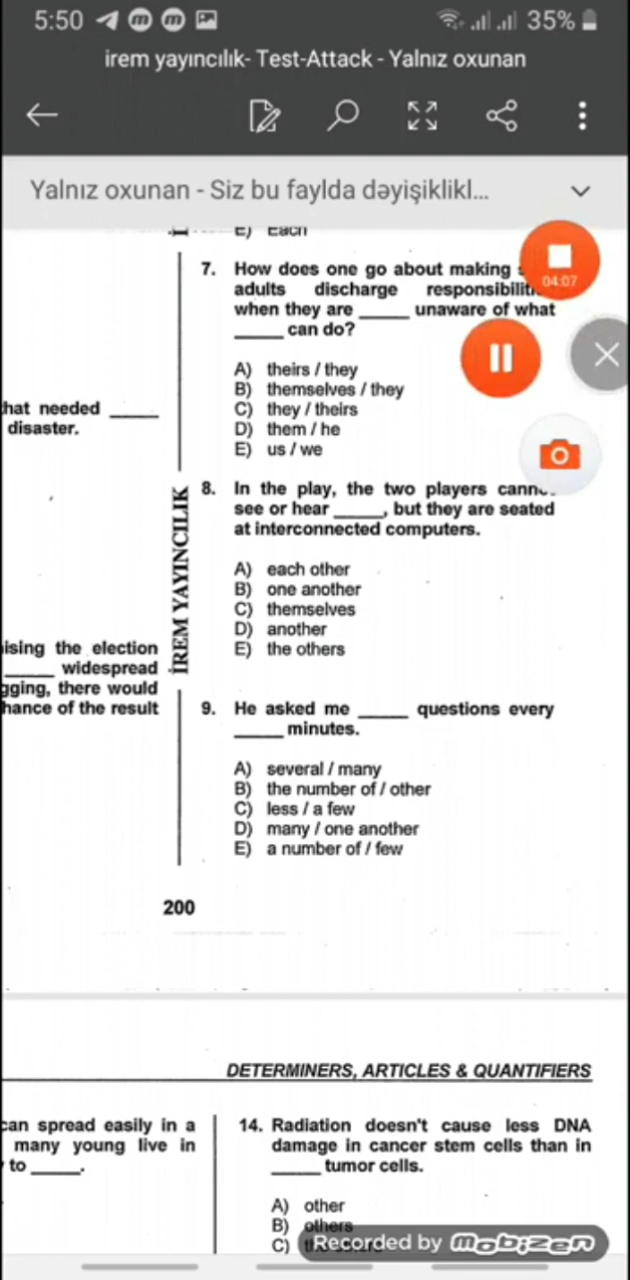 5:50
35%
irem yayıncılık- Test-Attack - Yalnız oxunan
Yalnız oxunan - Siz bu faylda dəyişiklikl...
E) Each
7. How does one go about making
adults discharge
when they are _____ unaware of what
_____ can do?
A) theirs / they
B) themselves / they
C) they / theirs
D) them / he
E) us / we
04:07
that needed _____
disaster.
8. In the play, the two players
see or hear _____, but they are seated
at interconnected computers.
A) each other
B) one another
C) themselves
D) another
E) the others
İREM YAYINCILIK
the election
_____ widespread
there would
of the result
9. He asked me _____ questions every
_____ minutes.
A) several / many
B) the number of / other
C) less / a few
D) many / one another
E) a number of / few
200
DETERMINERS, ARTICLES & QUANTIFIERS
can spread easily in a
many young live in
to _____.
14. Radiation doesn't cause less DNA
damage in cancer stem cells than in
_____ tumor cells.
A) other
B) others
C)
Recorded by mobizen